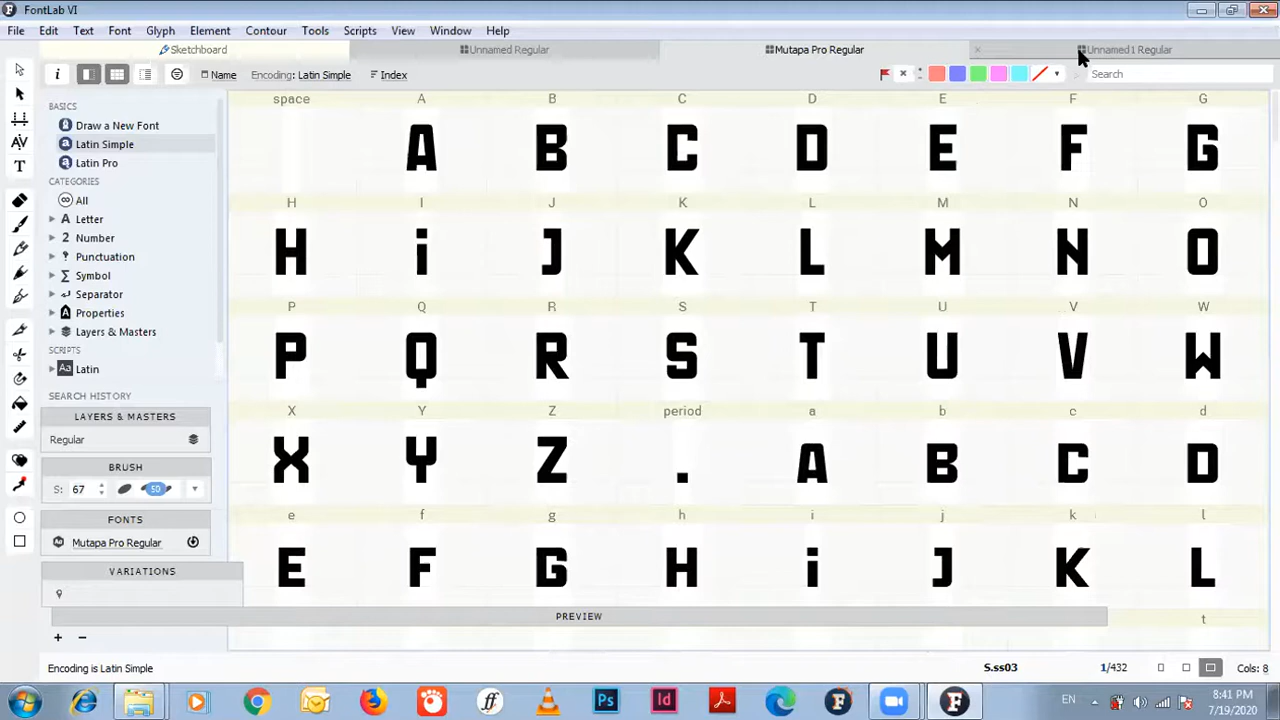 FontLab VI
File Edit Text Font Glyph Element Contour Tools Scripts View Window Help
Sketchboard Unnamed Regular Mutapa Pro Regular Unnamed1 Regular
Name Encoding: Latin Simple Index Search
BASICS
Draw a New Font
Latin Simple
Latin Pro
CATEGORIES
All
Letter
Number
Punctuation
Symbol
Separator
Properties
Layers & Masters
SCRIPTS
Latin
SEARCH HISTORY
LAYERS & MASTERS
Regular
BRUSH
S: 67 50
FONTS
Mutapa Pro Regular
VARIATIONS
space A B C D E F G
A B C D E F G
H I J K L M N O
H i J K L M N O
P Q R S T U V W
P Q R S T U V W
X Y Z period a b c d
X Y Z . A B C D
e f g h i j k l
E F G H i J K L
PREVIEW
t
Encoding is Latin Simple S.ss03 1/432 Cols: 8
EN 8:41 PM
7/19/2020